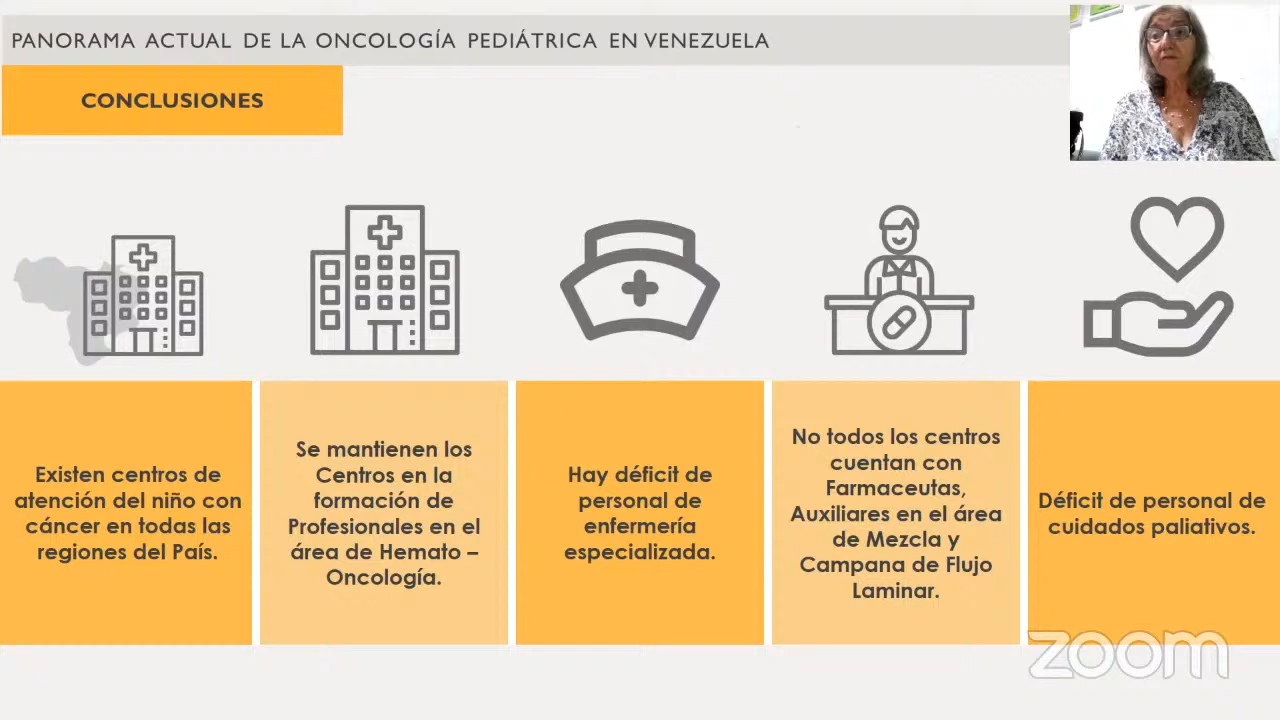 PANORAMA ACTUAL DE LA ONCOLOGÍA PEDIÁTRICA EN VENEZUELA
CONCLUSIONES
Existen centros de
atención del niño con
cáncer en todas las
regiones del País.
Se mantienen los
Centros en la
formación de
Profesionales en el
área de Hemato –
Oncología.
Hay déficit de
personal de
enfermería
especializada.
No todos los centros
cuentan con
Farmaceutas,
Auxiliares en el área
de Mezcla y
Campana de Flujo
Laminar.
Déficit de personal de
cuidados paliativos.
zoom